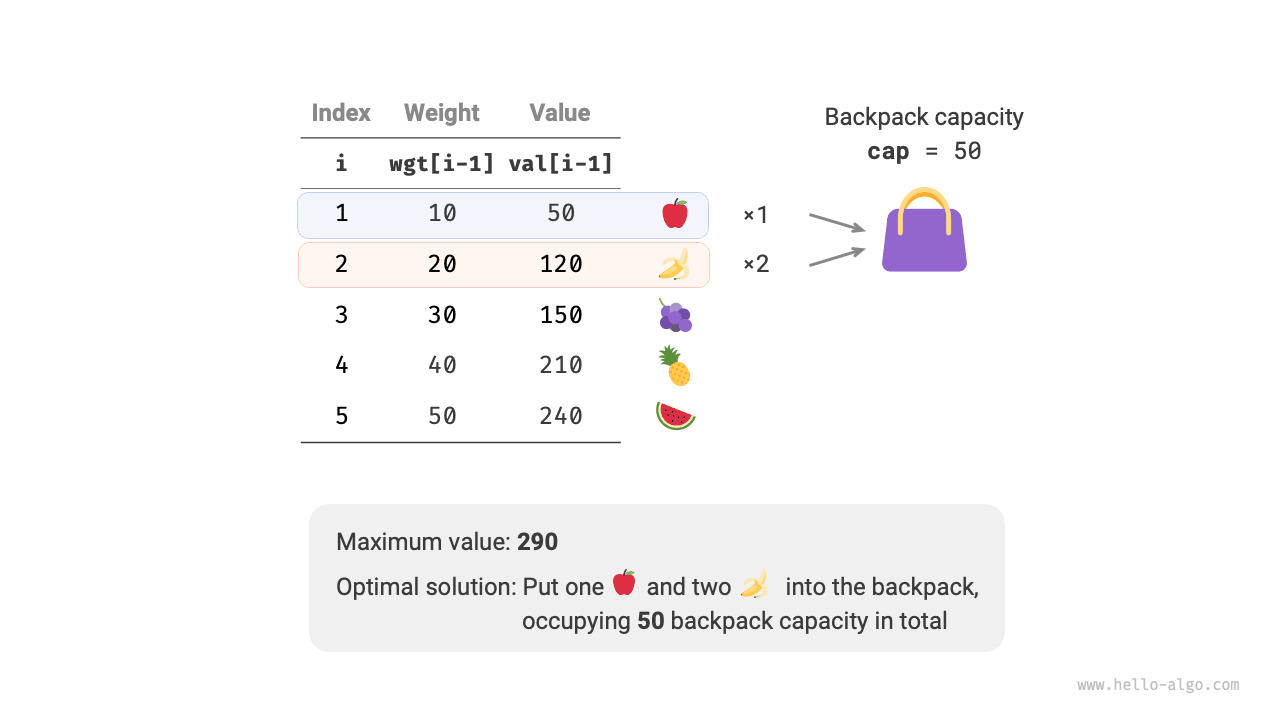 Index Weight Value
i wgt[i-1] val[i-1]
1 10 50
2 20 120
3 30 150
4 40 210
5 50 240
×1
×2
Backpack capacity
cap = 50
Maximum value: 290
Optimal solution: Put one and two into the backpack,
occupying 50 backpack capacity in total
www.hello-algo.com